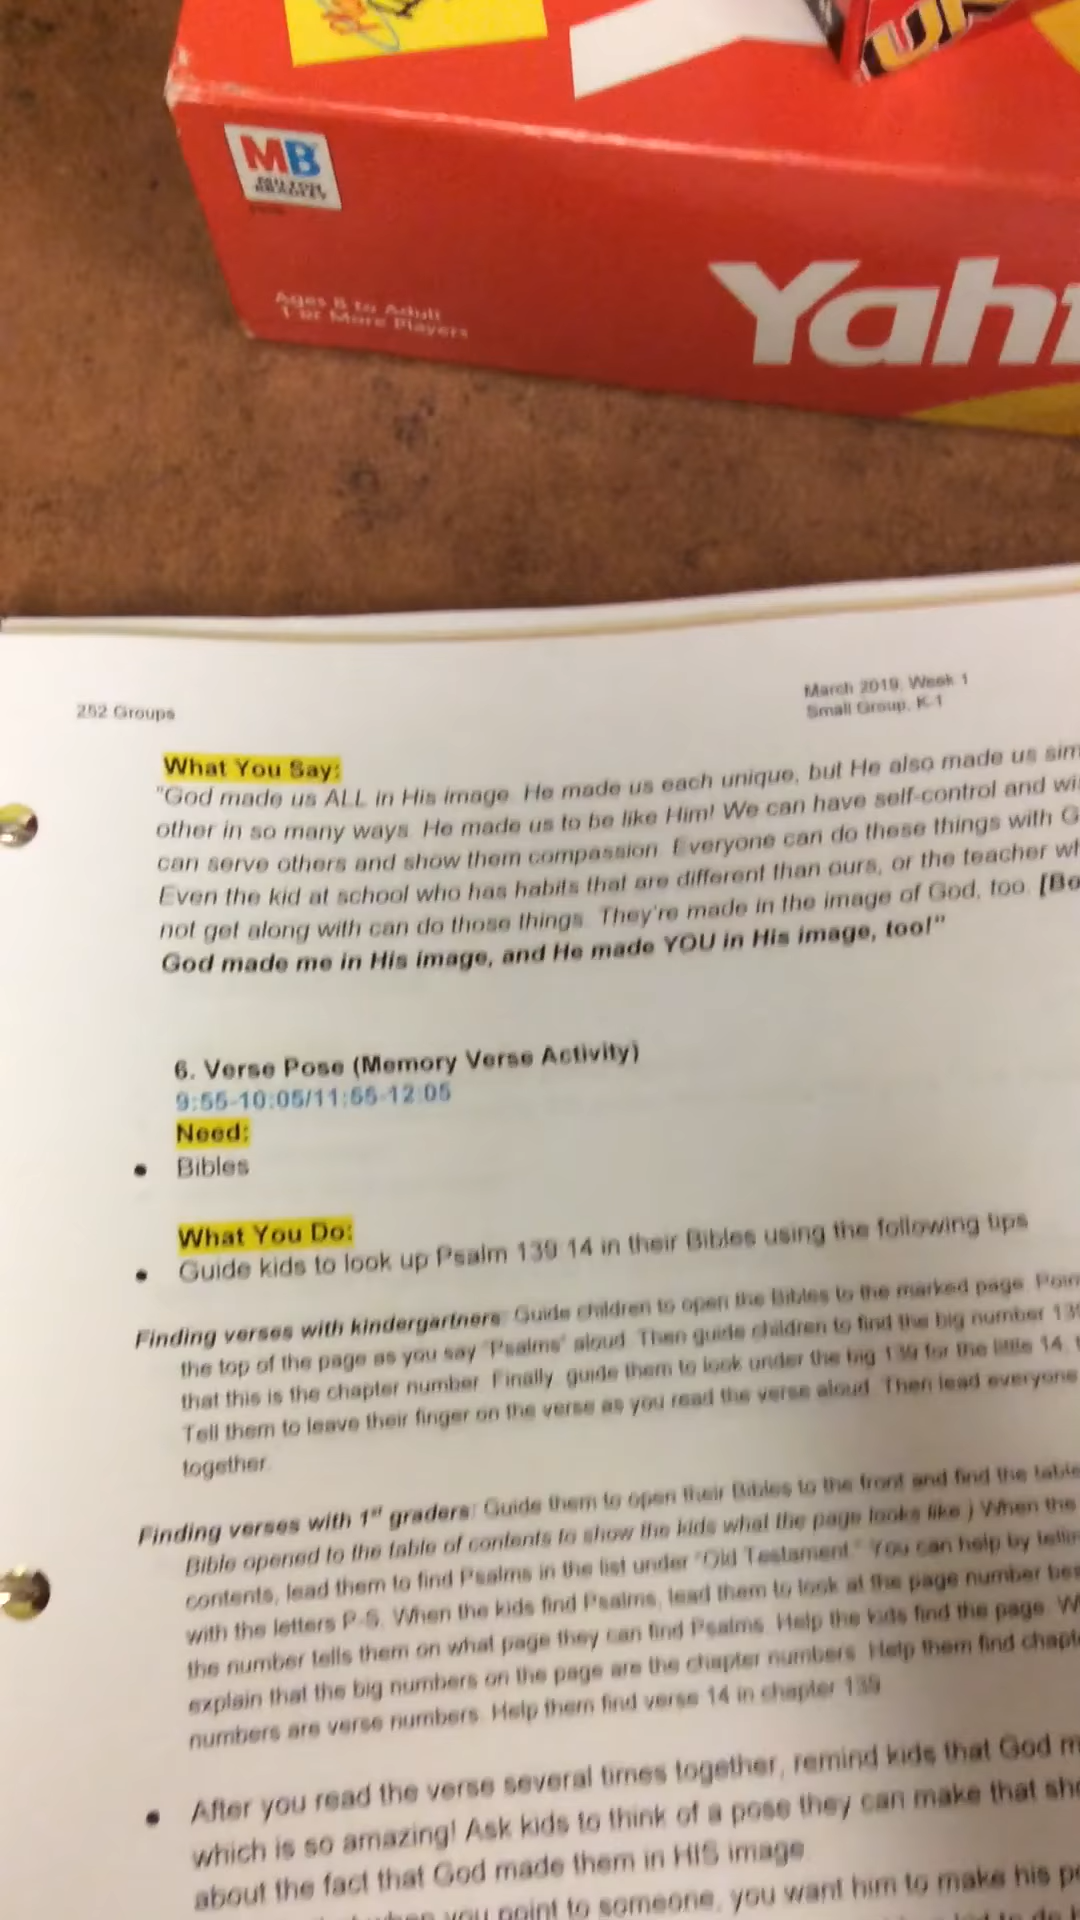 UN
MB
MILTON
BRADLEY
Ages 8 to Adult
1 or More Players
Yaht
252 Groups
March 2019, Week 1
Small Group, K-1
What You Say:
"God made us ALL in His image. He made us each unique, but He also made us sim
other in so many ways. He made us to be like Him! We can have self-control and wi
can serve others and show them compassion. Everyone can do these things with G
Even the kid at school who has habits that are different than ours, or the teacher wh
not get along with can do those things. They're made in the image of God, too. [Bo
God made me in His image, and He made YOU in His image, too!"
6. Verse Pose (Memory Verse Activity)
9:55-10:05/11:55-12:05
Need:
• Bibles
What You Do:
• Guide kids to look up Psalm 139:14 in their Bibles using the following tips
Finding verses with kindergartners: Guide children to open the Bibles to the marked page. Poin
the top of the page as you say "Psalms" aloud. Then guide children to find the big number 139
that this is the chapter number. Finally, guide them to look under the big 139 for the little 14.
Tell them to leave their finger on the verse as you read the verse aloud. Then lead everyone
together.
Finding verses with 1st graders: Guide them to open their Bibles to the front and find the table
Bible opened to the table of contents to show the kids what the page looks like.) When the
contents, lead them to find Psalms in the list under "Old Testament." You can help by tellin
with the letters P-S. When the kids find Psalms, lead them to look at the page number bes
the number tells them on what page they can find Psalms. Help the kids find the page. W
explain that the big numbers on the page are the chapter numbers. Help them find chapte
numbers are verse numbers. Help them find verse 14 in chapter 139
• After you read the verse several times together, remind kids that God m
which is so amazing! Ask kids to think of a pose they can make that sho
about the fact that God made them in HIS image
when you point to someone, you want him to make his po